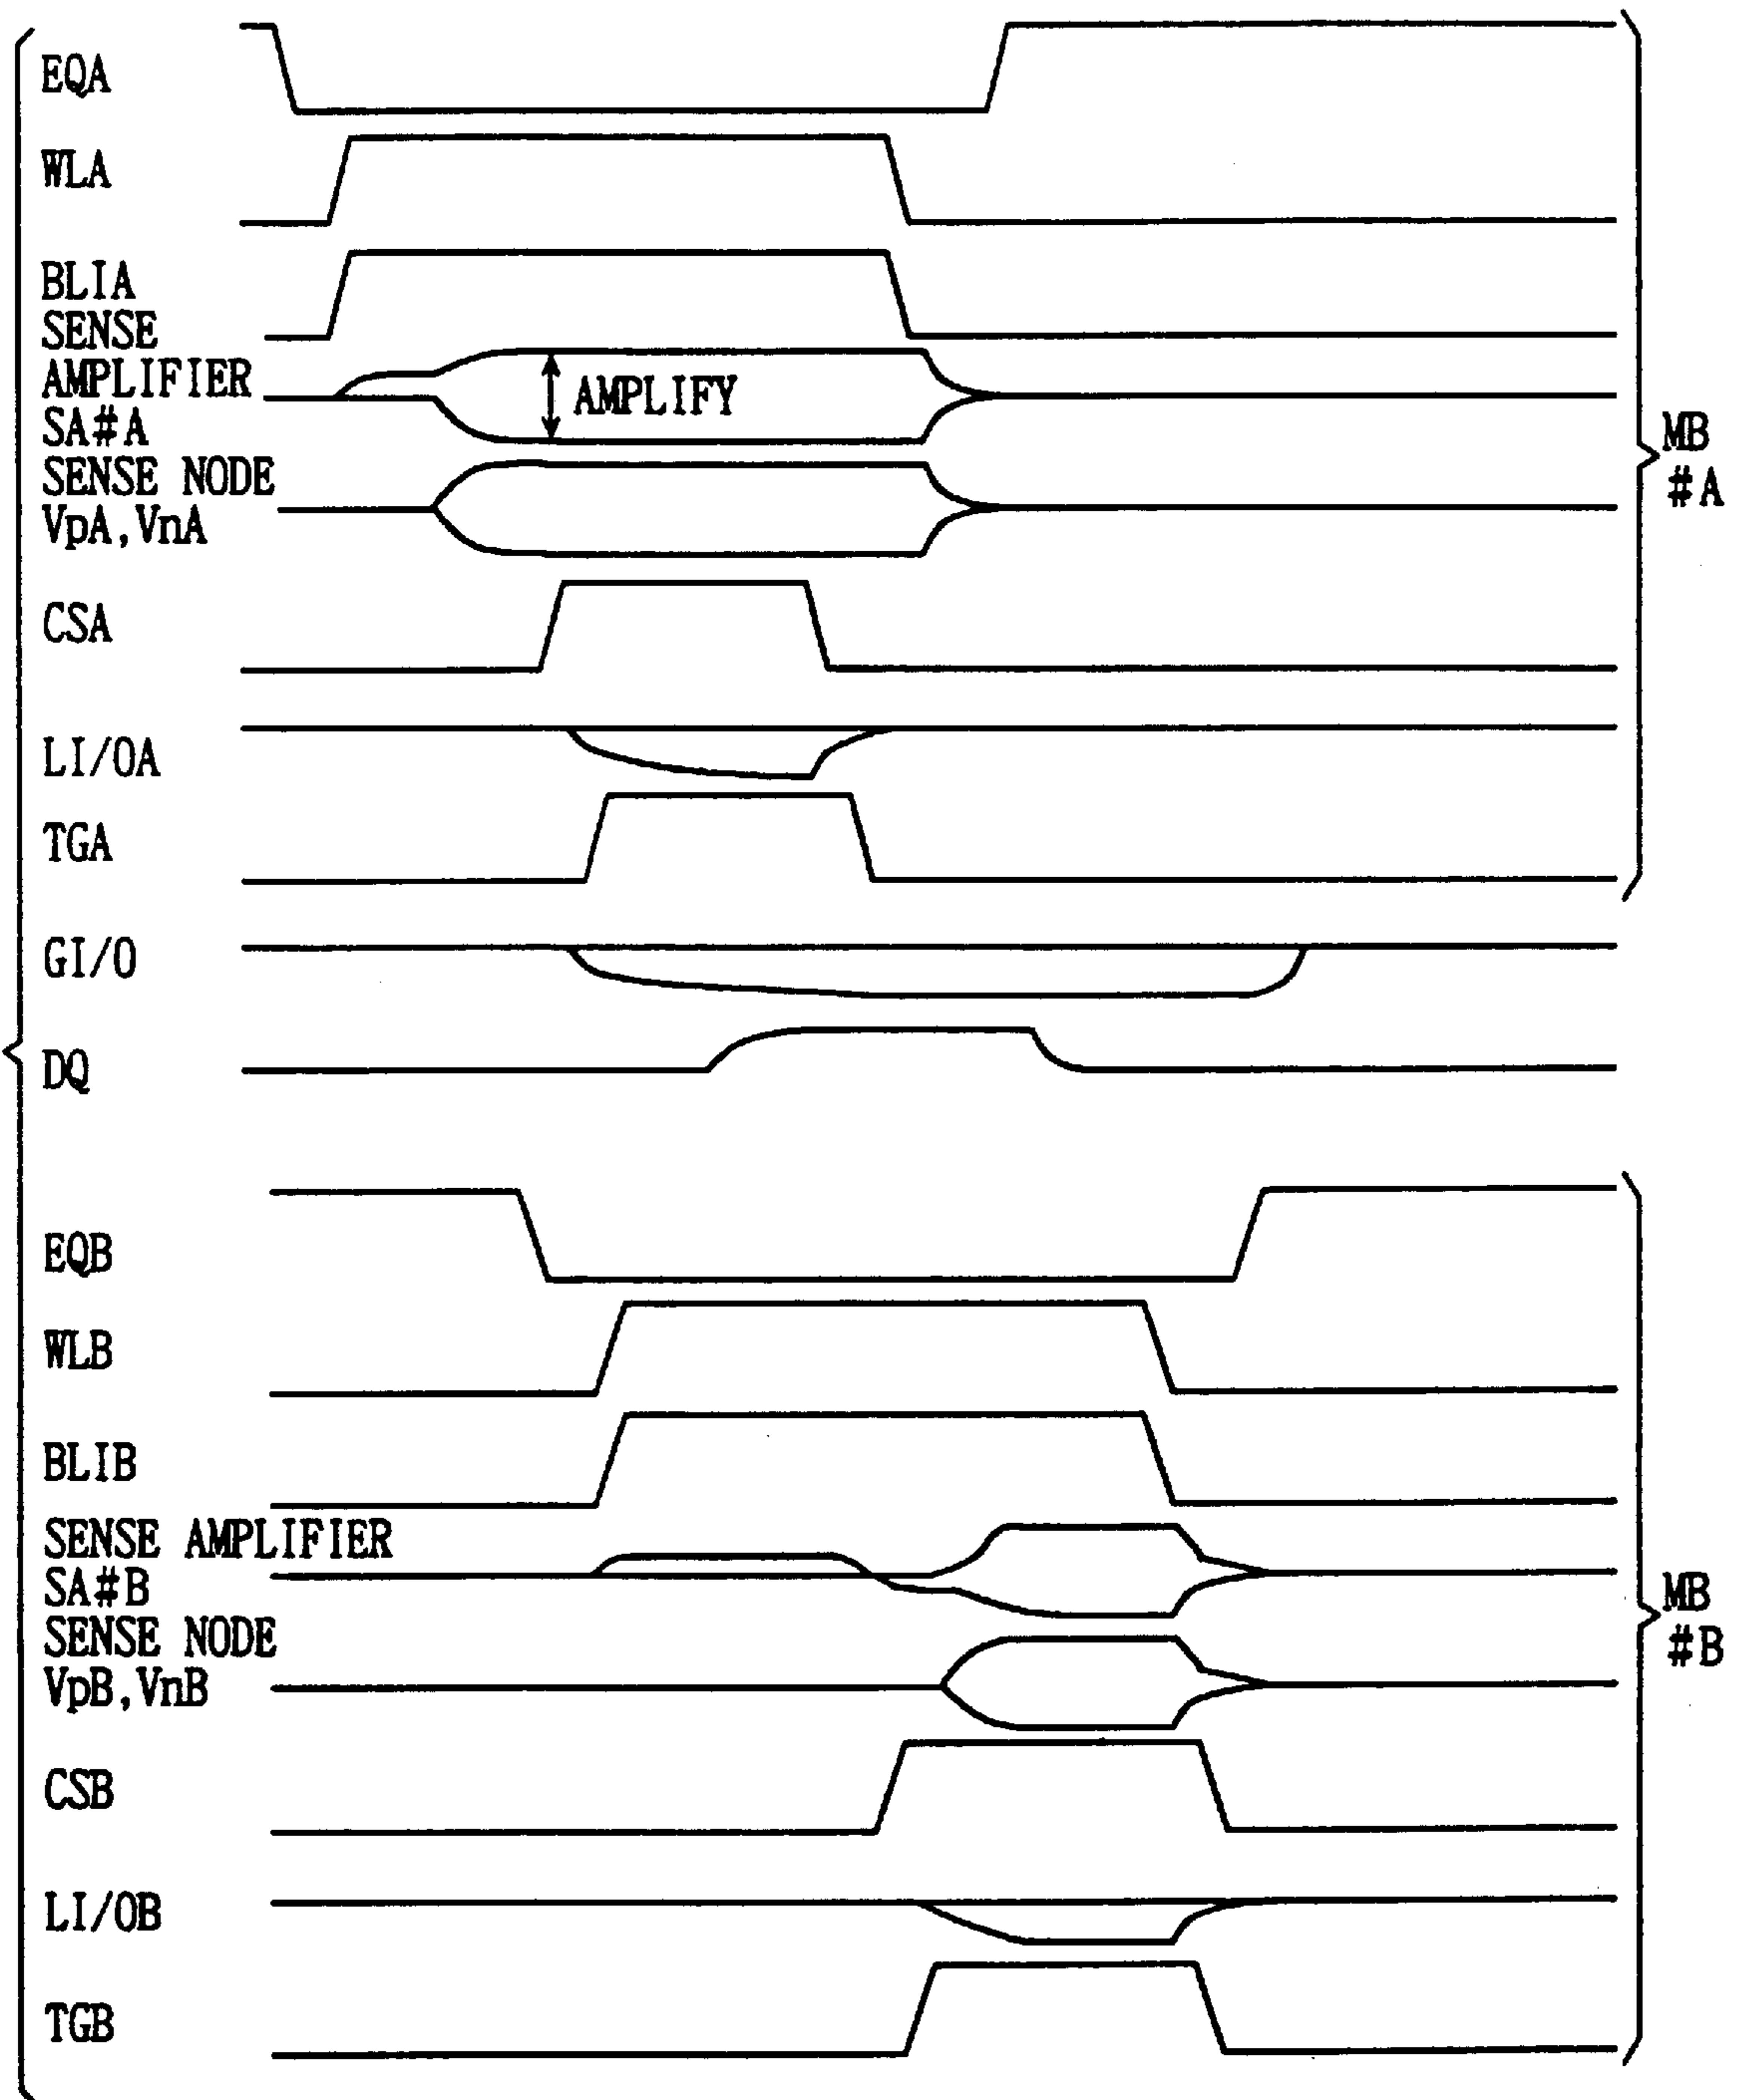 EQA
WLA
BLIA
SENSE
AMPLIFIER
SA#A
AMPLIFY
SENSE NODE
VpA,VnA
CSA
LI/OA
TGA
MB
#A
GI/O
DQ
EQB
WLB
BLIB
SENSE AMPLIFIER
SA#B
SENSE NODE
VpB,VnB
CSB
LI/OB
TGB
MB
#B